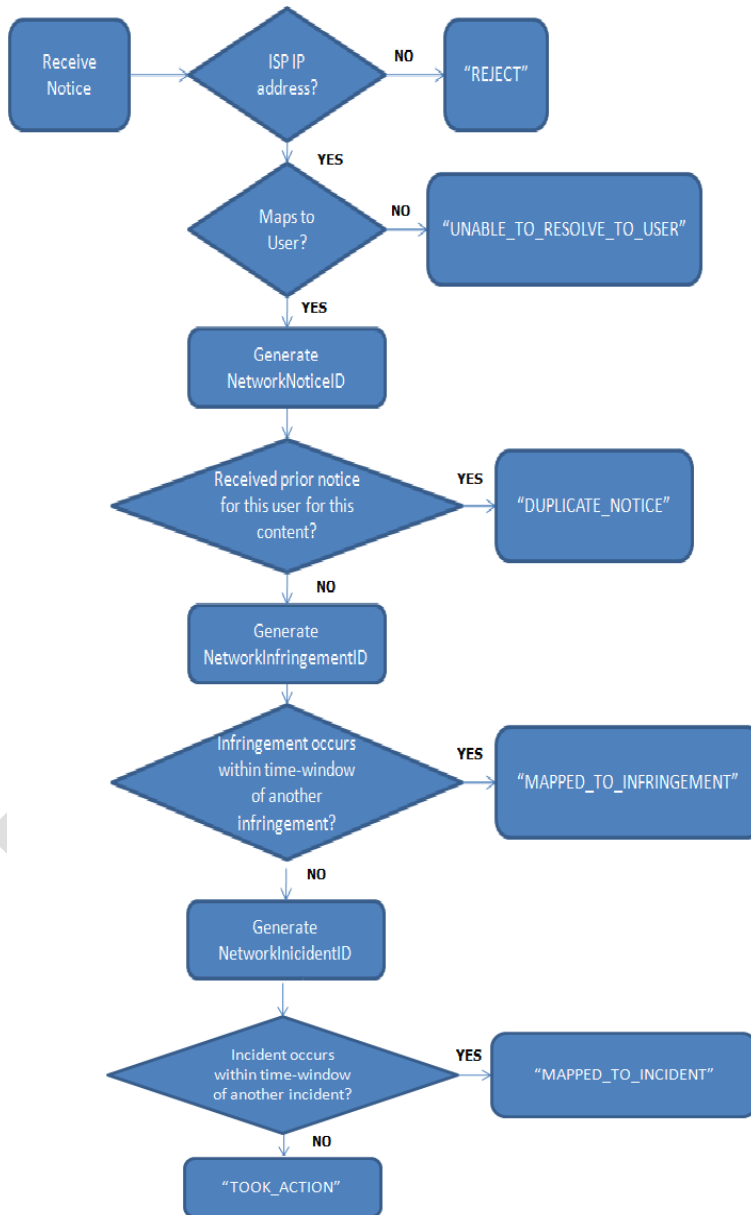 Receive
Notice
ISP IP
address?
NO
“REJECT”
YES
Maps to
User?
NO
“UNABLE_TO_RESOLVE_TO_USER”
YES
Generate
NetworkNoticeID
Received prior notice
for this user for this
content?
YES
“DUPLICATE_NOTICE”
NO
Generate
NetworkInfringementID
Infringement occurs
within time-window
of another
infringement?
YES
“MAPPED_TO_INFRINGEMENT”
NO
Generate
NetworkInicidentID
Incident occurs
within time-window
of another incident?
YES
“MAPPED_TO_INCIDENT”
NO
“TOOK_ACTION”